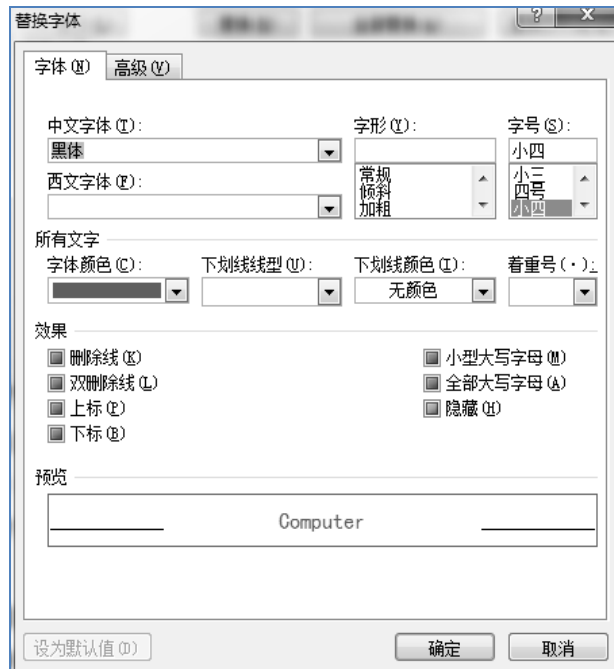 替换字体
字体(N) 高级(V)
中文字体(T): 字形(Y): 字号(S):
黑体 小四
西文字体(F): 常规 小三
倾斜 四号
加粗 小四
所有文字
字体颜色(C): 下划线线型(U): 下划线颜色(I): 着重号(·):
无颜色
效果
删除线(K) 小型大写字母(M)
双删除线(L) 全部大写字母(A)
上标(P) 隐藏(H)
下标(B)
预览
Computer
设为默认值(D) 确定 取消